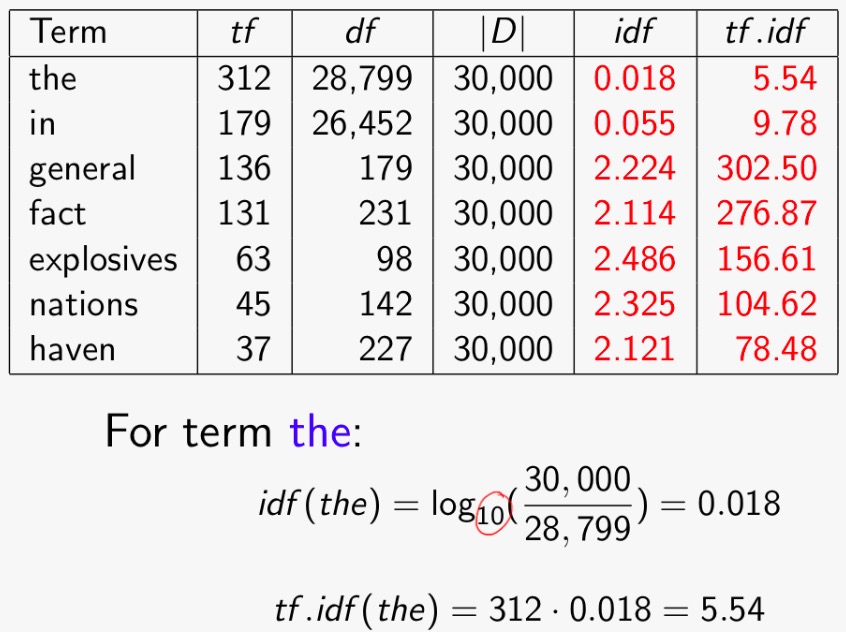 Term tf df |D| idf tf.idf
the 312 28,799 30,000 0.018 5.54
in 179 26,452 30,000 0.055 9.78
general 136 179 30,000 2.224 302.50
fact 131 231 30,000 2.114 276.87
explosives 63 98 30,000 2.486 156.61
nations 45 142 30,000 2.325 104.62
haven 37 227 30,000 2.121 78.48
For term the:
idf(the) = log₁₀(30,000/28,799) = 0.018
tf.idf(the) = 312 · 0.018 = 5.54